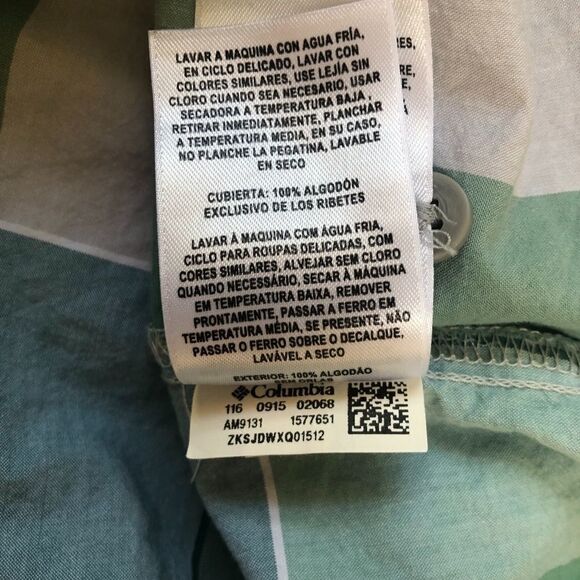 LAVAR A MAQUINA CON AGUA FRÍA,
EN CICLO DELICADO, LAVAR CON
COLORES SIMILARES, USE LEJÍA SIN
CLORO CUANDO SEA NECESARIO, USAR
SECADORA A TEMPERATURA BAJA,
RETIRAR INMEDIATAMENTE, PLANCHAR
A TEMPERATURA MEDIA, EN SU CASO,
NO PLANCHE LA PEGATINA, LAVABLE
EN SECO
CUBIERTA: 100% ALGODÓN
EXCLUSIVO DE LOS RIBETES
LAVAR À MAQUINA COM AGUA FRIA,
CICLO PARA ROUPAS DELICADAS, COM
CORES SIMILARES, ALVEJAR SEM CLORO
QUANDO NECESSÁRIO, SECAR À MÁQUINA
EM TEMPERATURA BAIXA, REMOVER
PRONTAMENTE, PASSAR A FERRO EM
TEMPERATURA MÉDIA, SE PRESENTE, NÃO
PASSAR O FERRO SOBRE O DECALQUE,
LAVÁVEL A SECO
EXTERIOR: 100% ALGODÃO
SEM ORLAS
Columbia
116 0915 02068
AM9131 1577651
ZKSJDWXQ01512